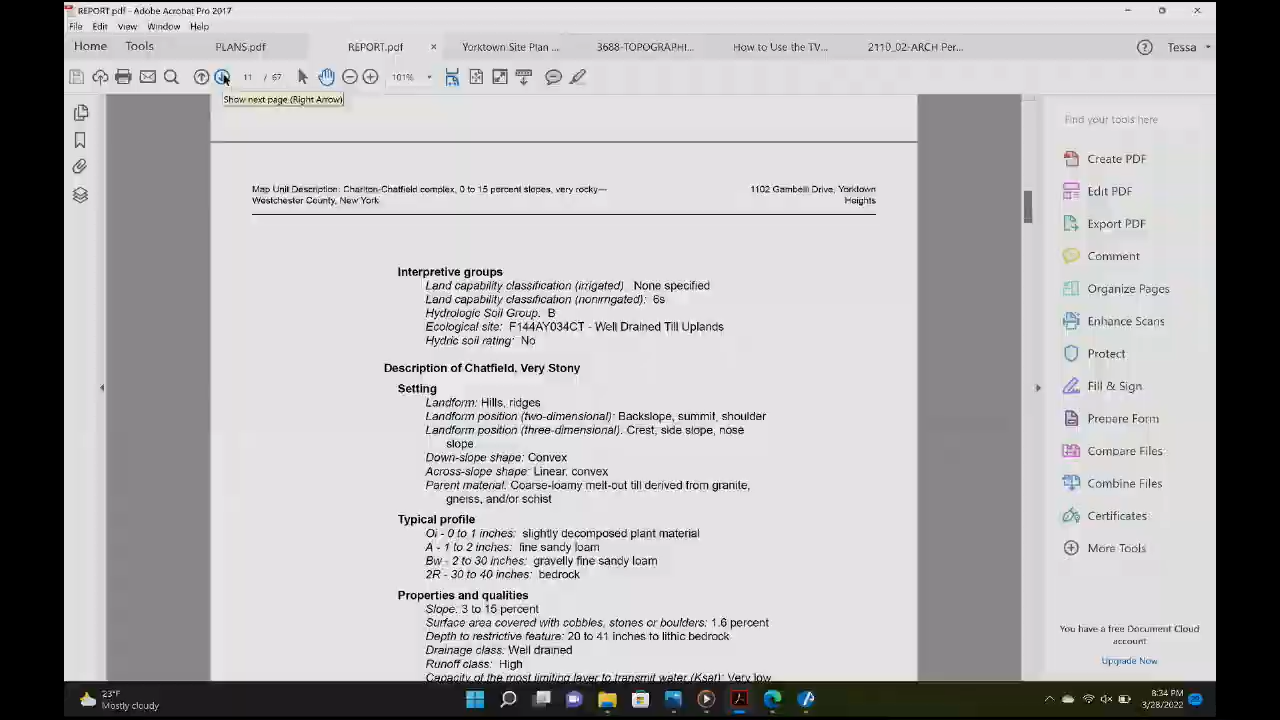 REPORT.pdf - Adobe Acrobat Pro 2017
File Edit View Window Help
Home Tools PLANS.pdf REPORT.pdf × Yorktown Site Plan ... 3688-TOPOGRAPHI... How to Use the TV... 2110_02-ARCH Per... Tessa
11 / 67 101%
Show next page (Right Arrow)
Find your tools here
Create PDF
Edit PDF
Export PDF
Comment
Organize Pages
Enhance Scans
Protect
Fill & Sign
Prepare Form
Compare Files
Combine Files
Certificates
More Tools
You have a free Document Cloud
account
Upgrade Now
Map Unit Description: Charlton-Chatfield complex, 0 to 15 percent slopes, very rocky—
Westchester County, New York
1102 Gambelli Drive, Yorktown
Heights
Interpretive groups
Land capability classification (irrigated): None specified
Land capability classification (nonirrigated): 6s
Hydrologic Soil Group: B
Ecological site: F144AY034CT - Well Drained Till Uplands
Hydric soil rating: No
Description of Chatfield, Very Stony
Setting
Landform: Hills, ridges
Landform position (two-dimensional): Backslope, summit, shoulder
Landform position (three-dimensional): Crest, side slope, nose
slope
Down-slope shape: Convex
Across-slope shape: Linear, convex
Parent material: Coarse-loamy melt-out till derived from granite,
gneiss, and/or schist
Typical profile
Oi - 0 to 1 inches: slightly decomposed plant material
A - 1 to 2 inches: fine sandy loam
Bw - 2 to 30 inches: gravelly fine sandy loam
2R - 30 to 40 inches: bedrock
Properties and qualities
Slope: 3 to 15 percent
Surface area covered with cobbles, stones or boulders: 1.6 percent
Depth to restrictive feature: 20 to 41 inches to lithic bedrock
Drainage class: Well drained
Runoff class: High
Capacity of the most limiting layer to transmit water (Ksat): Very low
23°F
Mostly cloudy
8:34 PM
3/28/2022